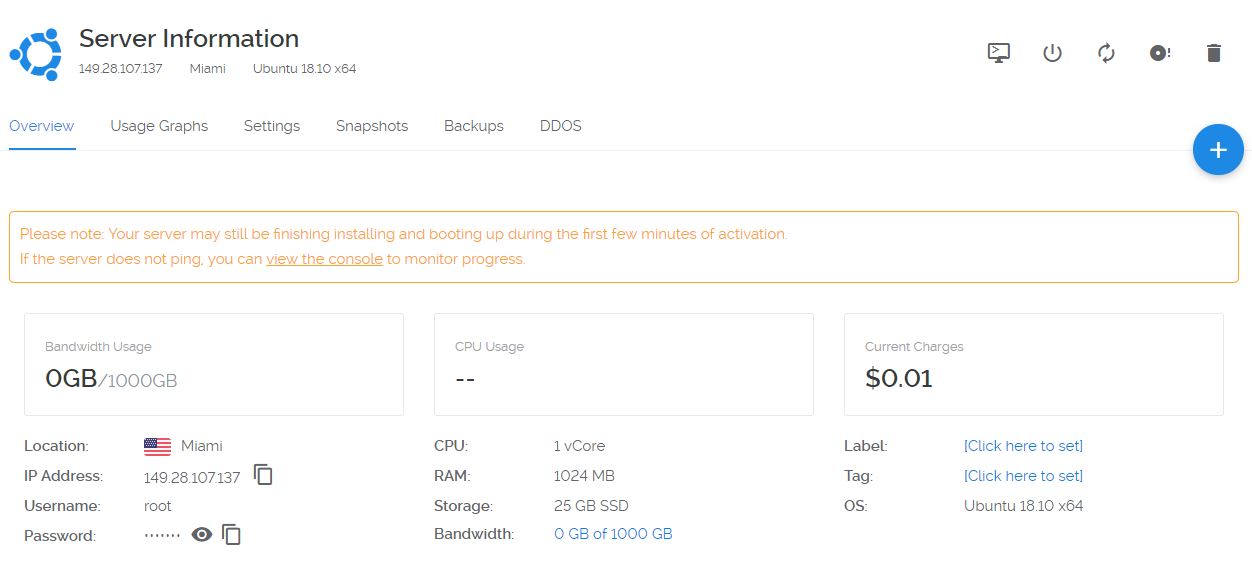 Server Information
149.28.107.137 Miami Ubuntu 18.10 x64
Overview Usage Graphs Settings Snapshots Backups DDOS
Please note: Your server may still be finishing installing and booting up during the first few minutes of activation.
If the server does not ping, you can view the console to monitor progress.
Bandwidth Usage
0GB/1000GB
CPU Usage
--
Current Charges
$0.01
Location: Miami
IP Address: 149.28.107.137
Username: root
Password: ·······
CPU: 1 vCore
RAM: 1024 MB
Storage: 25 GB SSD
Bandwidth: 0 GB of 1000 GB
Label: [Click here to set]
Tag: [Click here to set]
OS: Ubuntu 18.10 x64